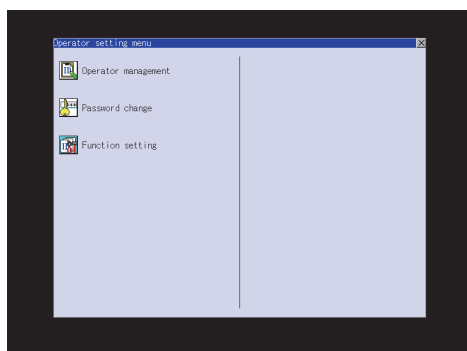 Operator setting menu
Operator management
Password change
Function setting